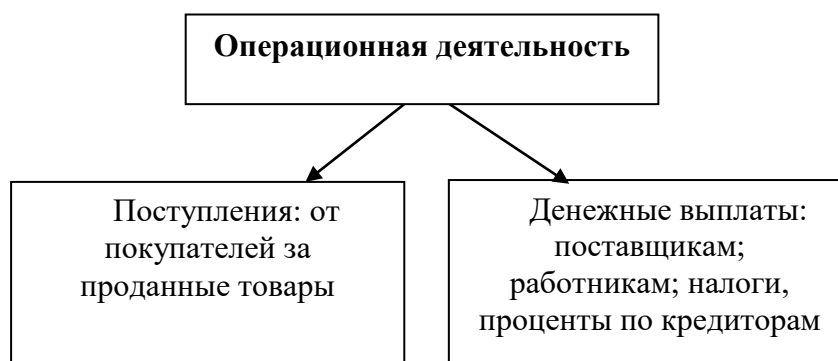 Операционная деятельность
Поступления: от
покупателей за
проданные товары
Денежные выплаты:
поставщикам;
работникам; налоги,
проценты по кредиторам